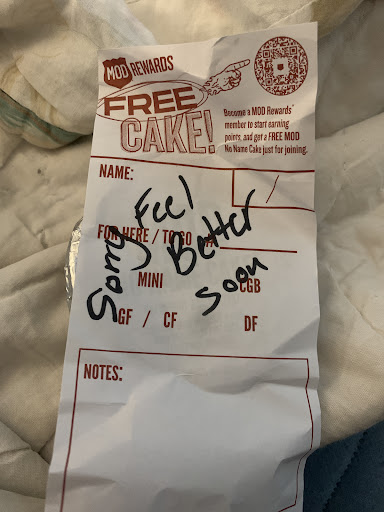 MOD REWARDS
FREE
CAKE!
Become a MOD Rewards
member to start earning
points, and get a FREE MOD
No Name Cake just for joining.
NAME:
/
Sorry Feel
Better
Soon
FOR HERE / TO GO
MINI
CGB
GF / CF
DF
NOTES: